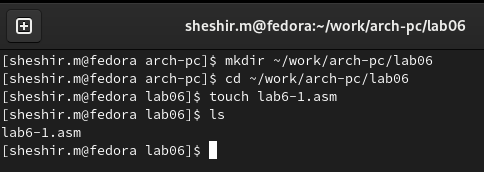 sheshir.m@fedora:~/work/arch-pc/lab06
[sheshir.m@fedora arch-pc]$ mkdir ~/work/arch-pc/lab06
[sheshir.m@fedora arch-pc]$ cd ~/work/arch-pc/lab06
[sheshir.m@fedora lab06]$ touch lab6-1.asm
[sheshir.m@fedora lab06]$ ls
lab6-1.asm
[sheshir.m@fedora lab06]$